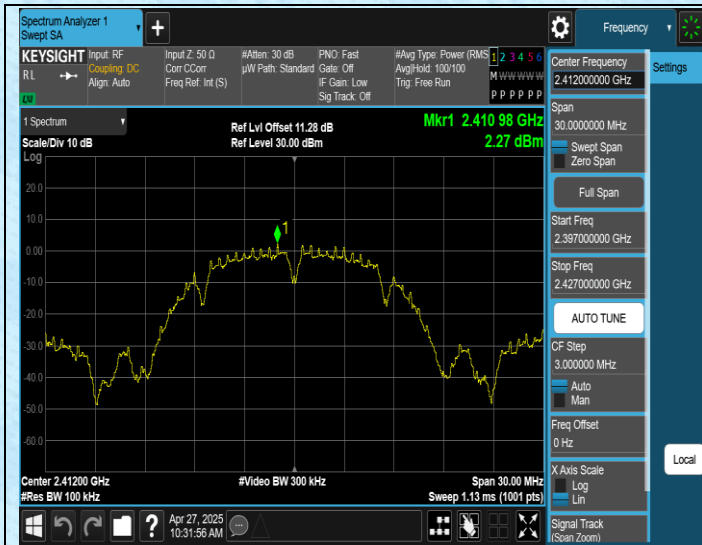 Spectrum Analyzer 1
Swept SA
+
Frequency
KEYSIGHT
RL
LXI
Input: RF
Coupling: DC
Align: Auto
Input Z: 50 Ω
Corr CCorr
Freq Ref: Int (S)
#Atten: 30 dB
µW Path: Standard
PNO: Fast
Gate: Off
IF Gain: Low
Sig Track: Off
#Avg Type: Power (RMS
Avg|Hold: 100/100
Trig: Free Run
1 2 3 4 5 6
M W W W W W
P P P P P P
1 Spectrum
Scale/Div 10 dB
Log
Ref Lvl Offset 11.28 dB
Ref Level 30.00 dBm
Mkr1 2.410 98 GHz
2.27 dBm
20.0
10.0
0.00
-10.0
-20.0
-30.0
-40.0
-50.0
-60.0
1
Center 2.41200 GHz
#Res BW 100 kHz
#Video BW 300 kHz
Span 30.00 MHz
Sweep 1.13 ms (1001 pts)
?
Apr 27, 2025
10:31:56 AM
Center Frequency
2.412000000 GHz
Span
30.0000000 MHz
Swept Span
Zero Span
Full Span
Start Freq
2.397000000 GHz
Stop Freq
2.427000000 GHz
AUTO TUNE
CF Step
3.000000 MHz
Auto
Man
Freq Offset
0 Hz
X Axis Scale
Log
Lin
Signal Track
(Span Zoom)
Settings
Local